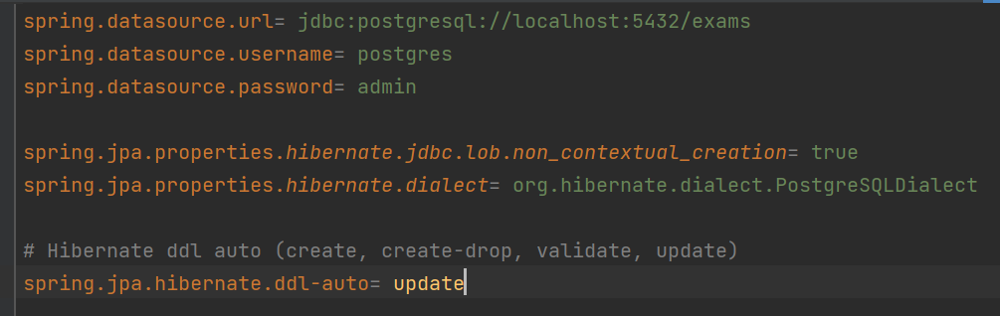 spring.datasource.url= jdbc:postgresql://localhost:5432/exams
spring.datasource.username= postgres
spring.datasource.password= admin
spring.jpa.properties.hibernate.jdbc.lob.non_contextual_creation= true
spring.jpa.properties.hibernate.dialect= org.hibernate.dialect.PostgreSQLDialect
# Hibernate ddl auto (create, create-drop, validate, update)
spring.jpa.hibernate.ddl-auto= update